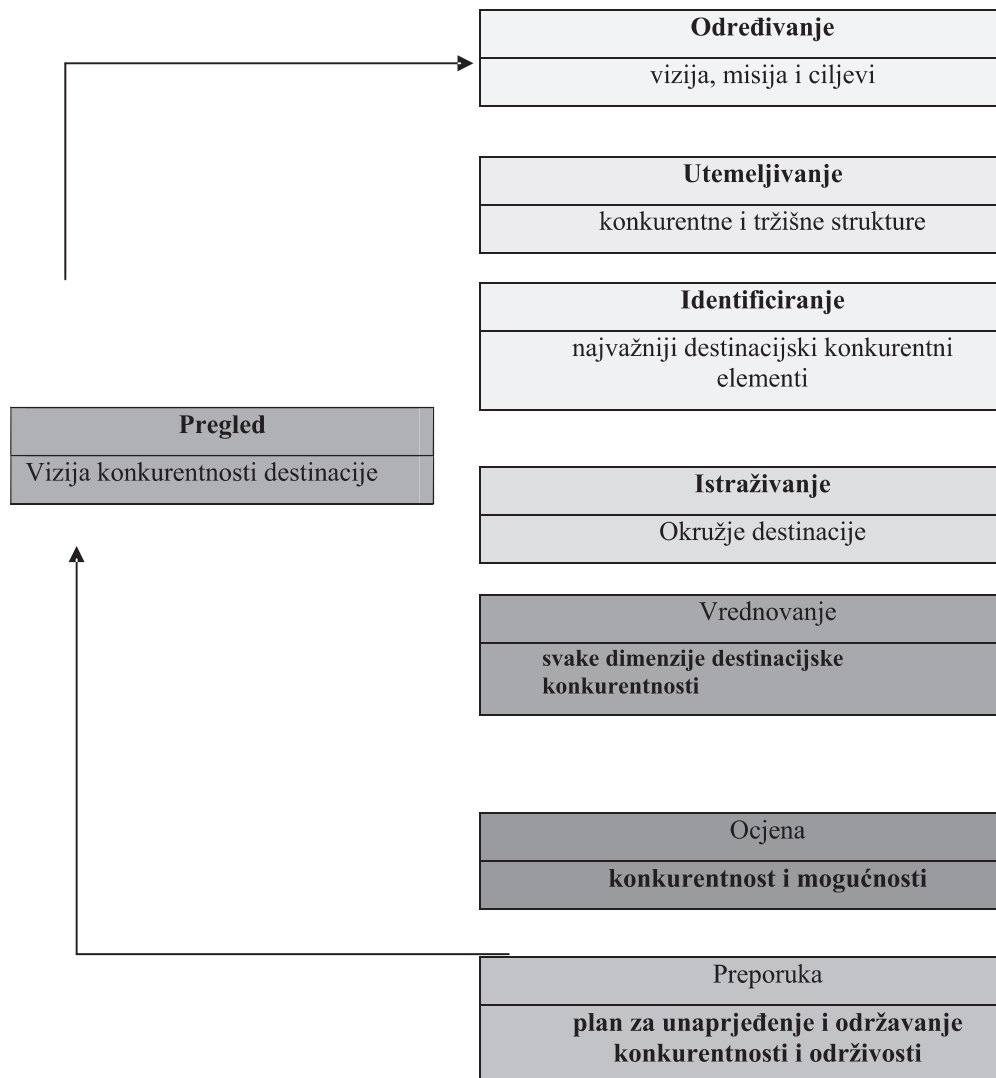 Određivanje
vizija, misija i ciljevi
Utemeljivanje
konkurentne i tržišne strukture
Identificiranje
najvažniji destinacijski konkurentni
elementi
Pregled
Vizija konkurentnosti destinacije
Istraživanje
Okružje destinacije
Vrednovanje
svake dimenzije destinacijske
konkurentnosti
Ocjena
konkurentnost i mogućnosti
Preporuka
plan za unaprjeđenje i održavanje
konkurentnosti i održivosti